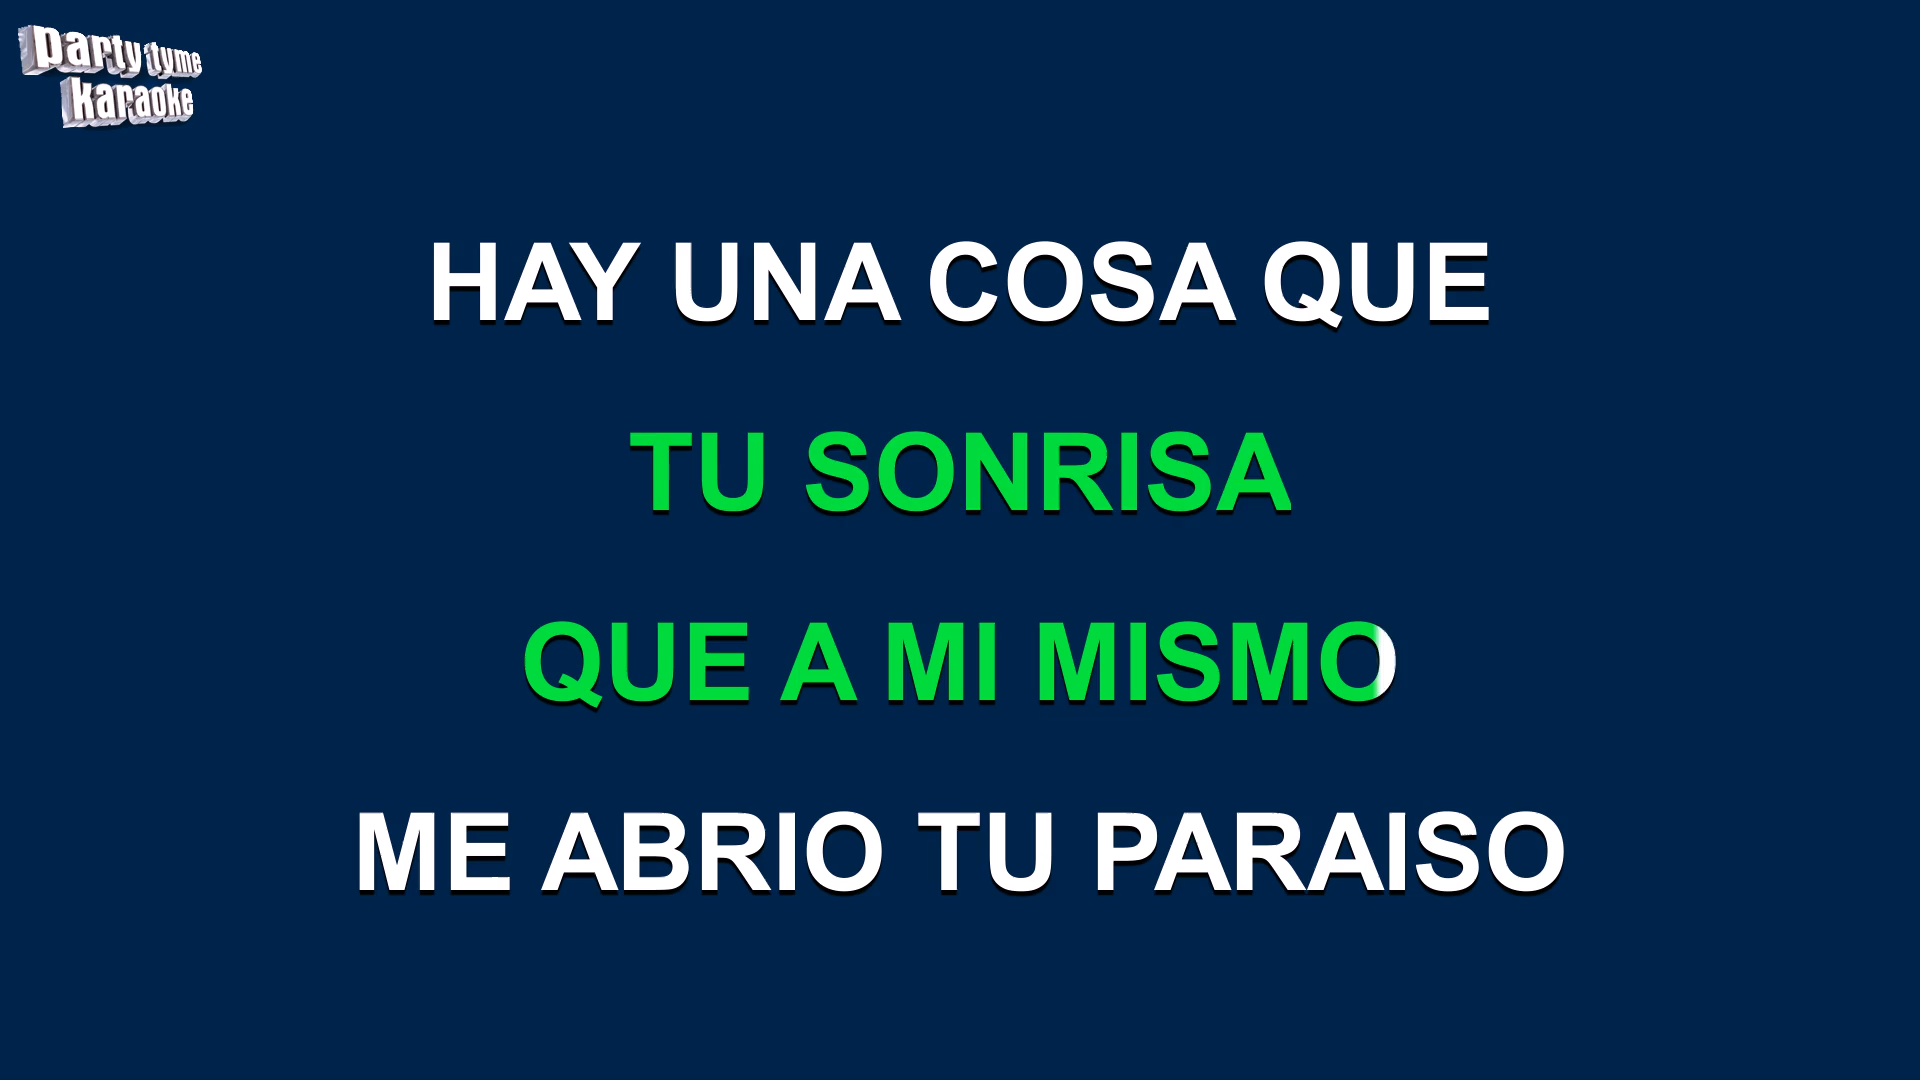 party tyme
karaoke
HAY UNA COSA QUE
TU SONRISA
QUE A MI MISMO
ME ABRIO TU PARAISO